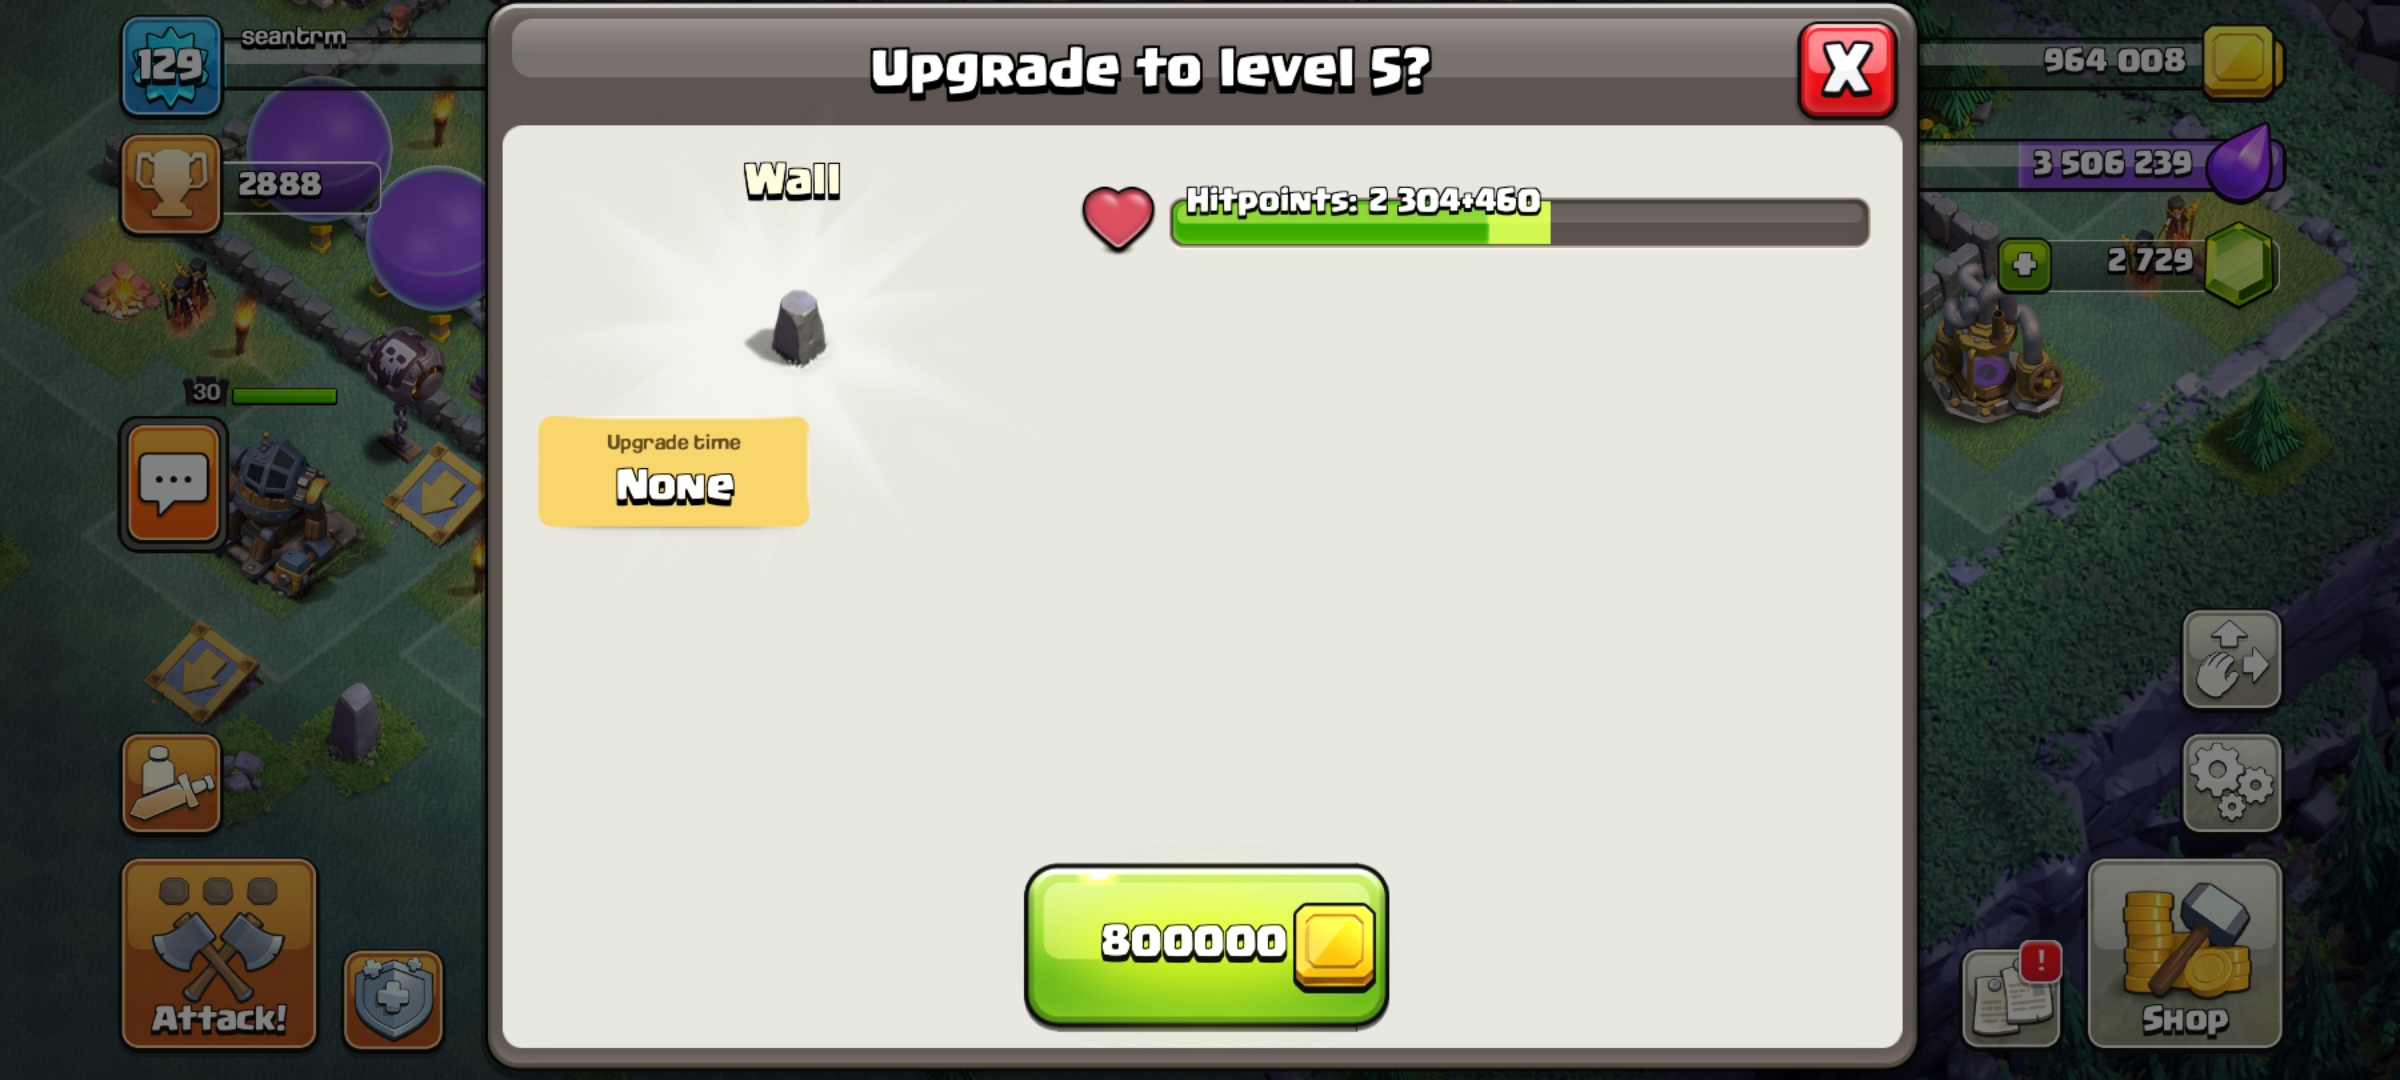 129
seantrm
2888
30
Attack!
Upgrade to level 5?
X
Wall
Hitpoints: 2 304+460
Upgrade time
None
800000
964 008
3 506 239
+
2 729
!
Shop